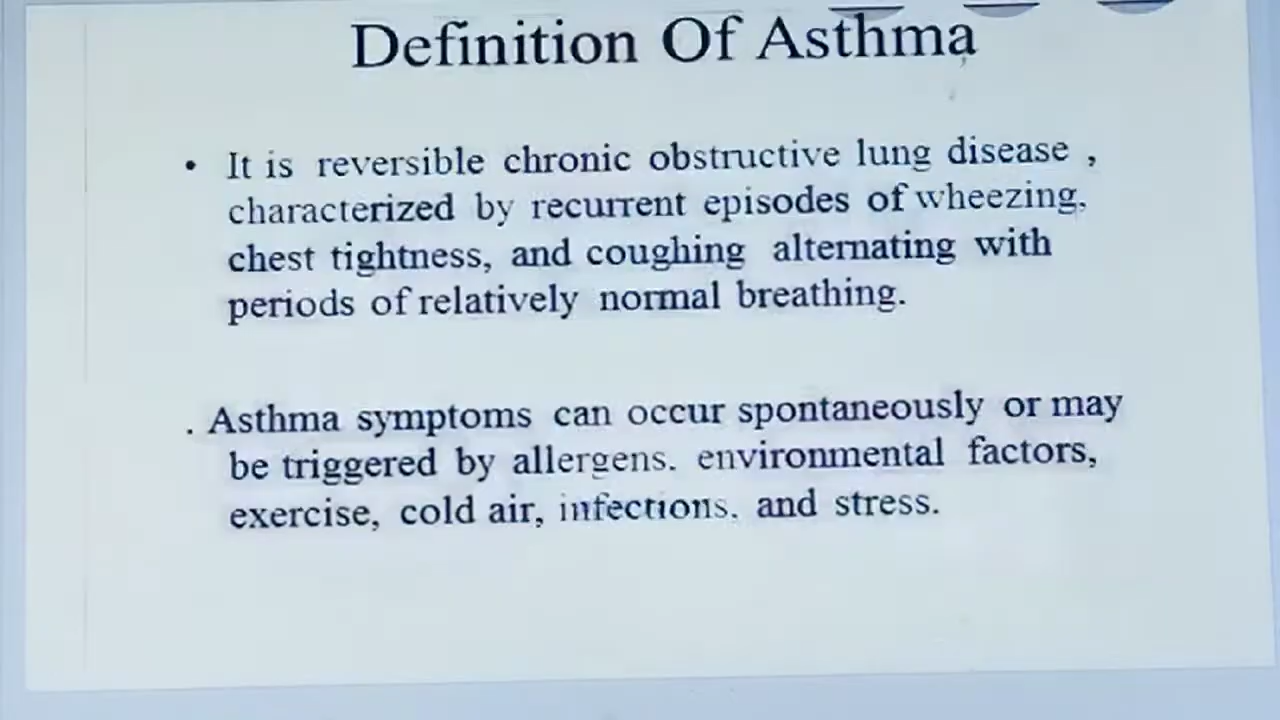 Definition Of Asthma
• It is reversible chronic obstructive lung disease ,
characterized by recurrent episodes of wheezing,
chest tightness, and coughing alternating with
periods of relatively normal breathing.
. Asthma symptoms can occur spontaneously or may
be triggered by allergens. environmental factors,
exercise, cold air, infections. and stress.